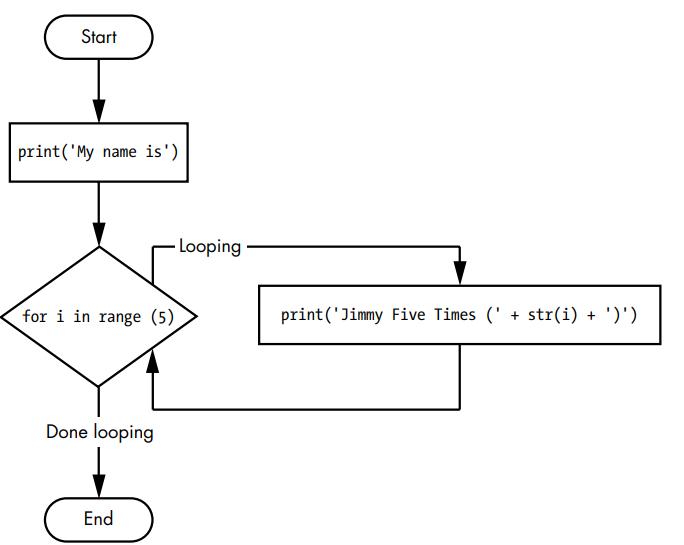 Start
print('My name is')
Looping
for i in range (5)
print('Jimmy Five Times (' + str(i) + ')')
Done looping
End